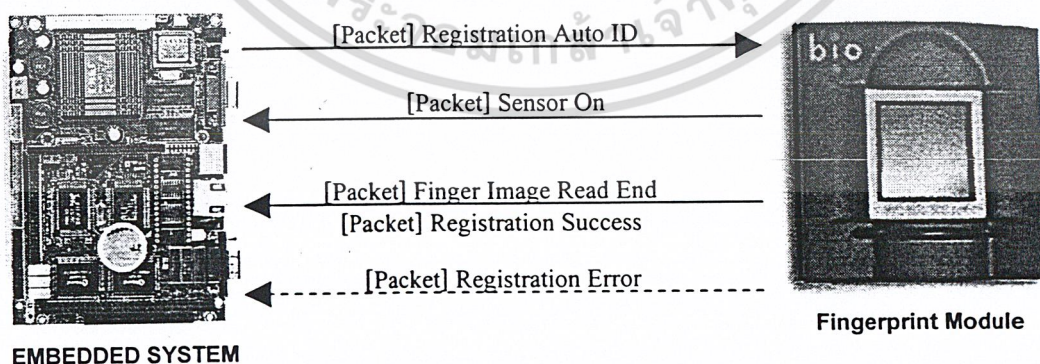 [Packet] Registration Auto ID
bio
[Packet] Sensor On
[Packet] Finger Image Read End
[Packet] Registration Success
[Packet] Registration Error
Fingerprint Module
EMBEDDED SYSTEM